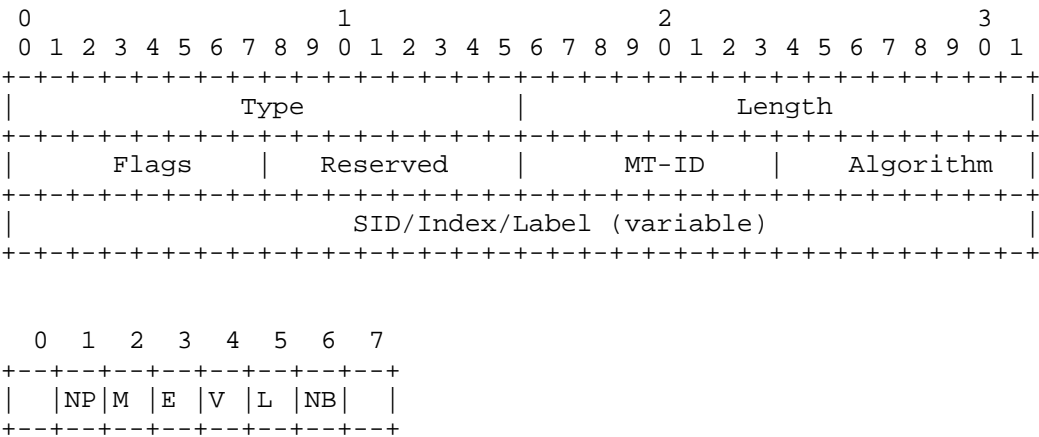 0                   1                   2                   3
 0 1 2 3 4 5 6 7 8 9 0 1 2 3 4 5 6 7 8 9 0 1 2 3 4 5 6 7 8 9 0 1
+-+-+-+-+-+-+-+-+-+-+-+-+-+-+-+-+-+-+-+-+-+-+-+-+-+-+-+-+-+-+-+-+
|              Type             |             Length            |
+-+-+-+-+-+-+-+-+-+-+-+-+-+-+-+-+-+-+-+-+-+-+-+-+-+-+-+-+-+-+-+-+
|      Flags    |   Reserved    |      MT-ID    |    Algorithm  |
+-+-+-+-+-+-+-+-+-+-+-+-+-+-+-+-+-+-+-+-+-+-+-+-+-+-+-+-+-+-+-+-+
|                     SID/Index/Label (variable)                |
+-+-+-+-+-+-+-+-+-+-+-+-+-+-+-+-+-+-+-+-+-+-+-+-+-+-+-+-+-+-+-+-+

  0  1  2  3  4  5  6  7
+--+--+--+--+--+--+--+--+
|  |NP|M |E |V |L |NB|  |
+--+--+--+--+--+--+--+--+